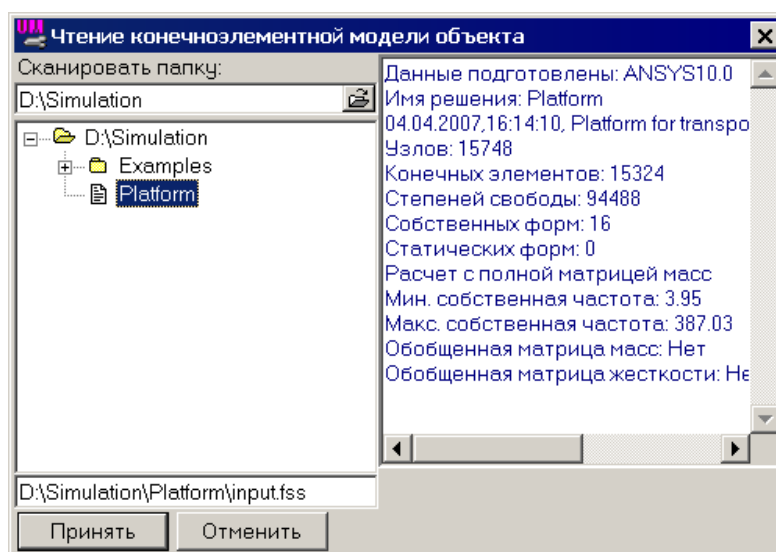 UM
Чтение конечноэлементной модели объекта
Сканировать папку:
D:\Simulation
D:\Simulation
Examples
Platform
D:\Simulation\Platform\input.fss
Принять Отменить
Данные подготовлены: ANSYS10.0
Имя решения: Platform
04.04.2007,16:14:10, Platform for transpo
Узлов: 15748
Конечных элементов: 15324
Степеней свободы: 94488
Собственных форм: 16
Статических форм: 0
Расчет с полной матрицей масс
Мин. собственная частота: 3.95
Макс. собственная частота: 387.03
Обобщенная матрица масс: Нет
Обобщенная матрица жесткости: Не